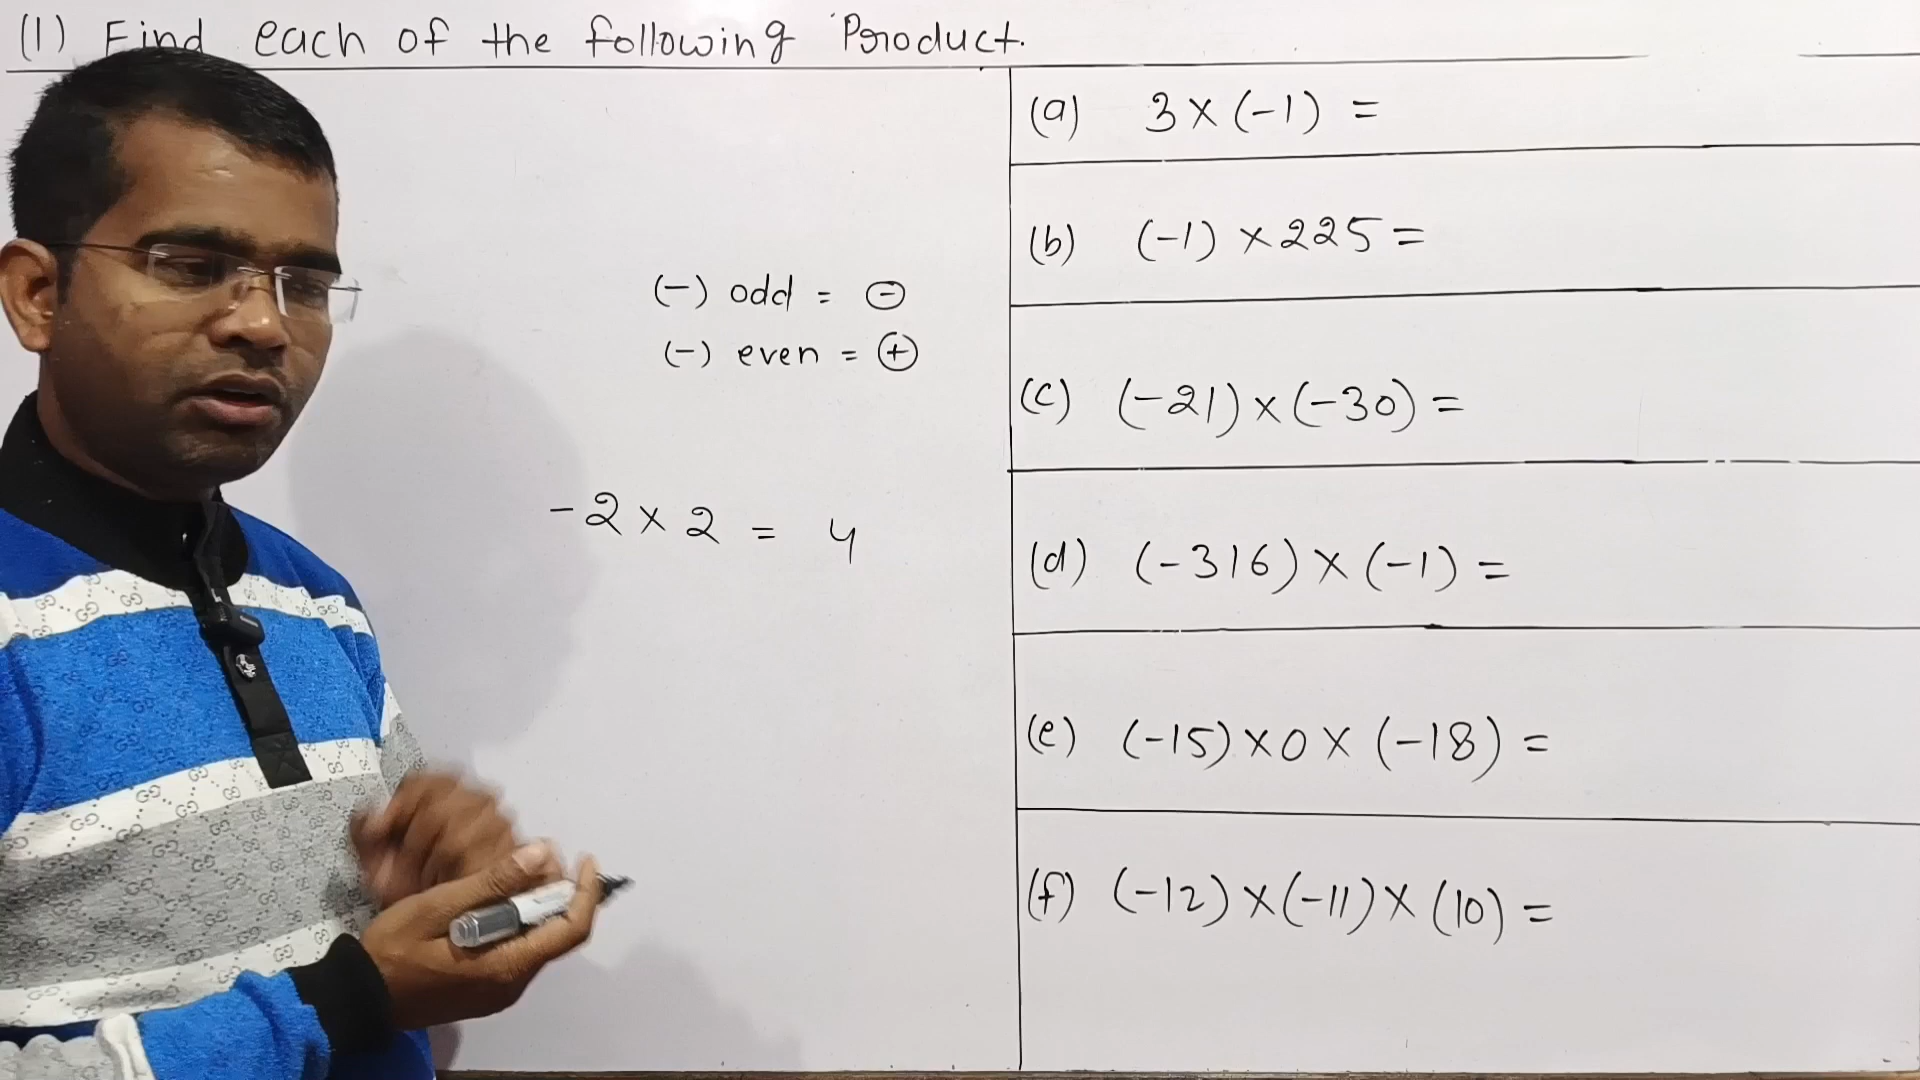 (1) Find each of the following Product.
(-) odd = ⊖
(-) even = ⊕
-2 × 2 = 4
(a) 3 × (-1) =
(b) (-1) × 225 =
(c) (-21) × (-30) =
(d) (-316) × (-1) =
(e) (-15) × 0 × (-18) =
(f) (-12) × (-11) × (10) =